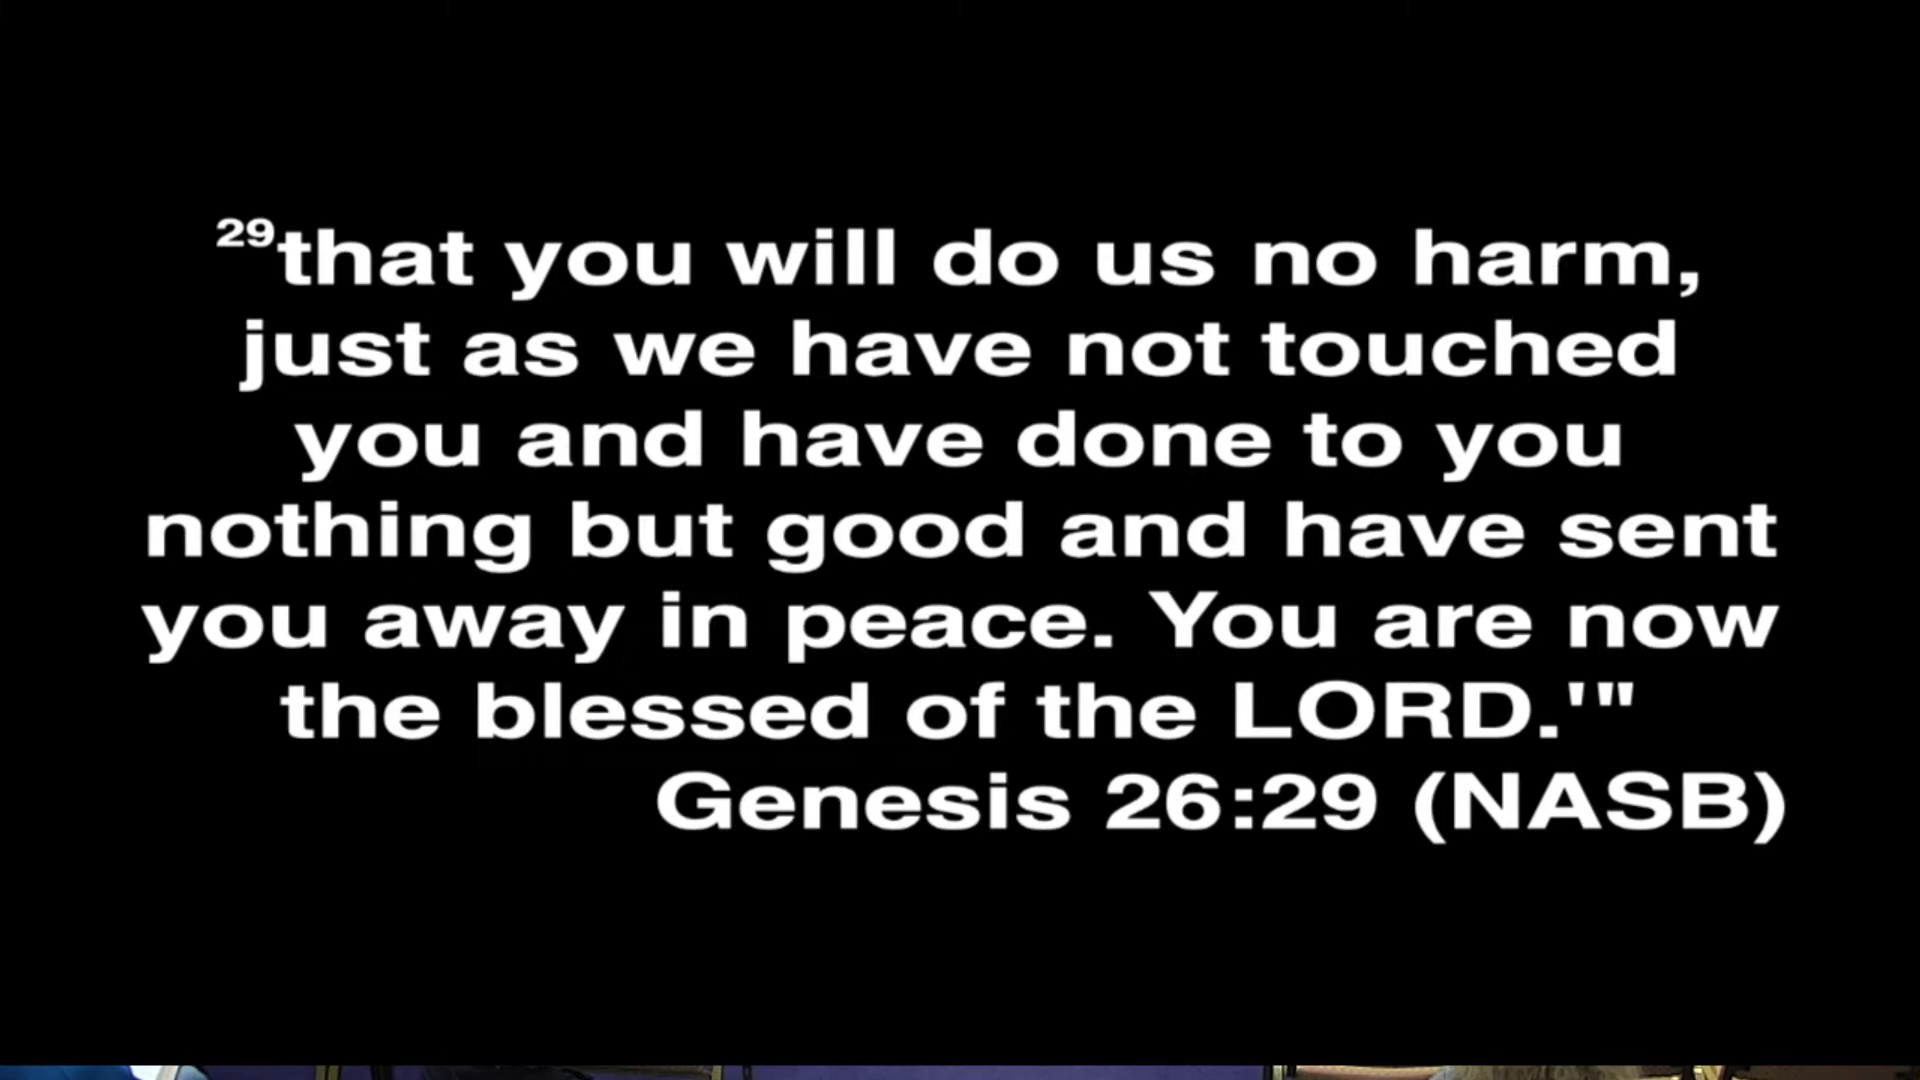 29that you will do us no harm,
just as we have not touched
you and have done to you
nothing but good and have sent
you away in peace. You are now
the blessed of the LORD.'"
Genesis 26:29 (NASB)